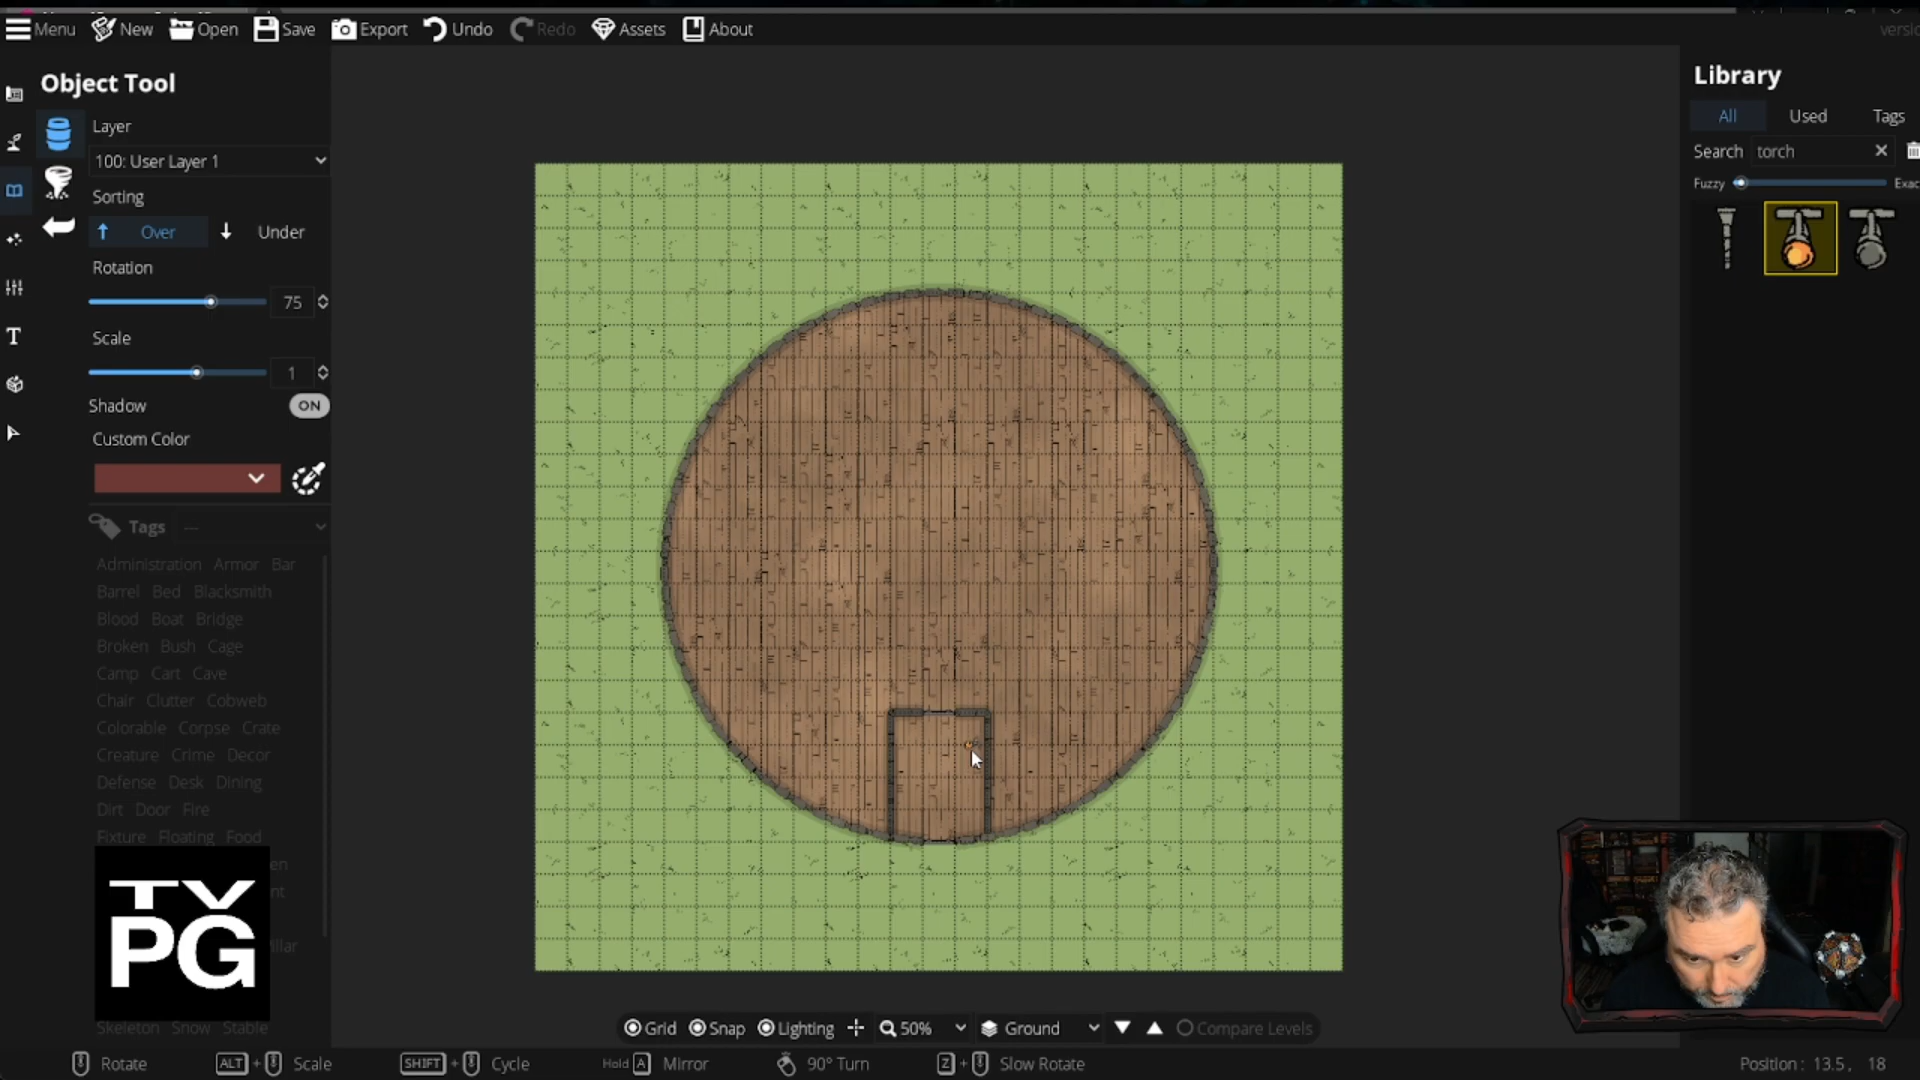 Menu New Open Save Export Undo Redo Assets About
versio
Object Tool
Layer
100: User Layer 1
Sorting
Over Under
Rotation
75
Scale
1
Shadow ON
Custom Color
Tags ---
Administration Armor Bar
Barrel Bed Blacksmith
Blood Boat Bridge
Broken Bush Cage
Camp Cart Cave
Chair Clutter Cobweb
Colorable Corpse Crate
Creature Crime Decor
Defense Desk Dining
Dirt Door Fire
Fixture Floating Food
en
nt
illar
Skeleton Snow Stable
TV
PG
Library
All Used Tags
Search torch
Fuzzy Exac
Grid Snap Lighting 50% Ground Compare Levels
Rotate ALT + Scale SHIFT + Cycle Hold A Mirror 90° Turn Z + Slow Rotate Position : 13.5, 18